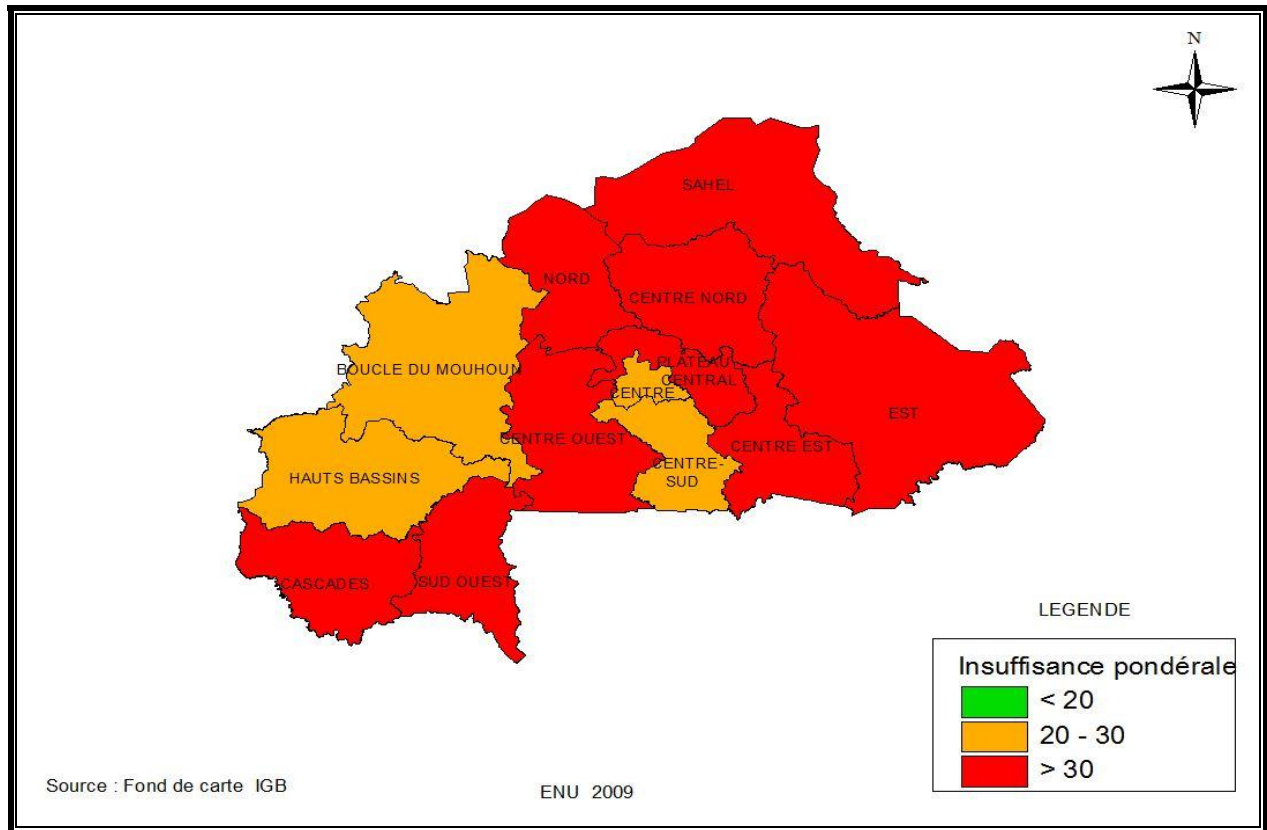 N
SAHEL
NORD
CENTRE NORD
BOUCLE DU MOUHOUN
PLATEAU
CENTRAL
CENTRE
EST
CENTRE OUEST
CENTRE EST
CENTRE-
SUD
HAUTS BASSINS
CASCADES
SUD OUEST
LEGENDE
Insuffisance pondérale
< 20
20 - 30
> 30
Source : Fond de carte IGB
ENU 2009